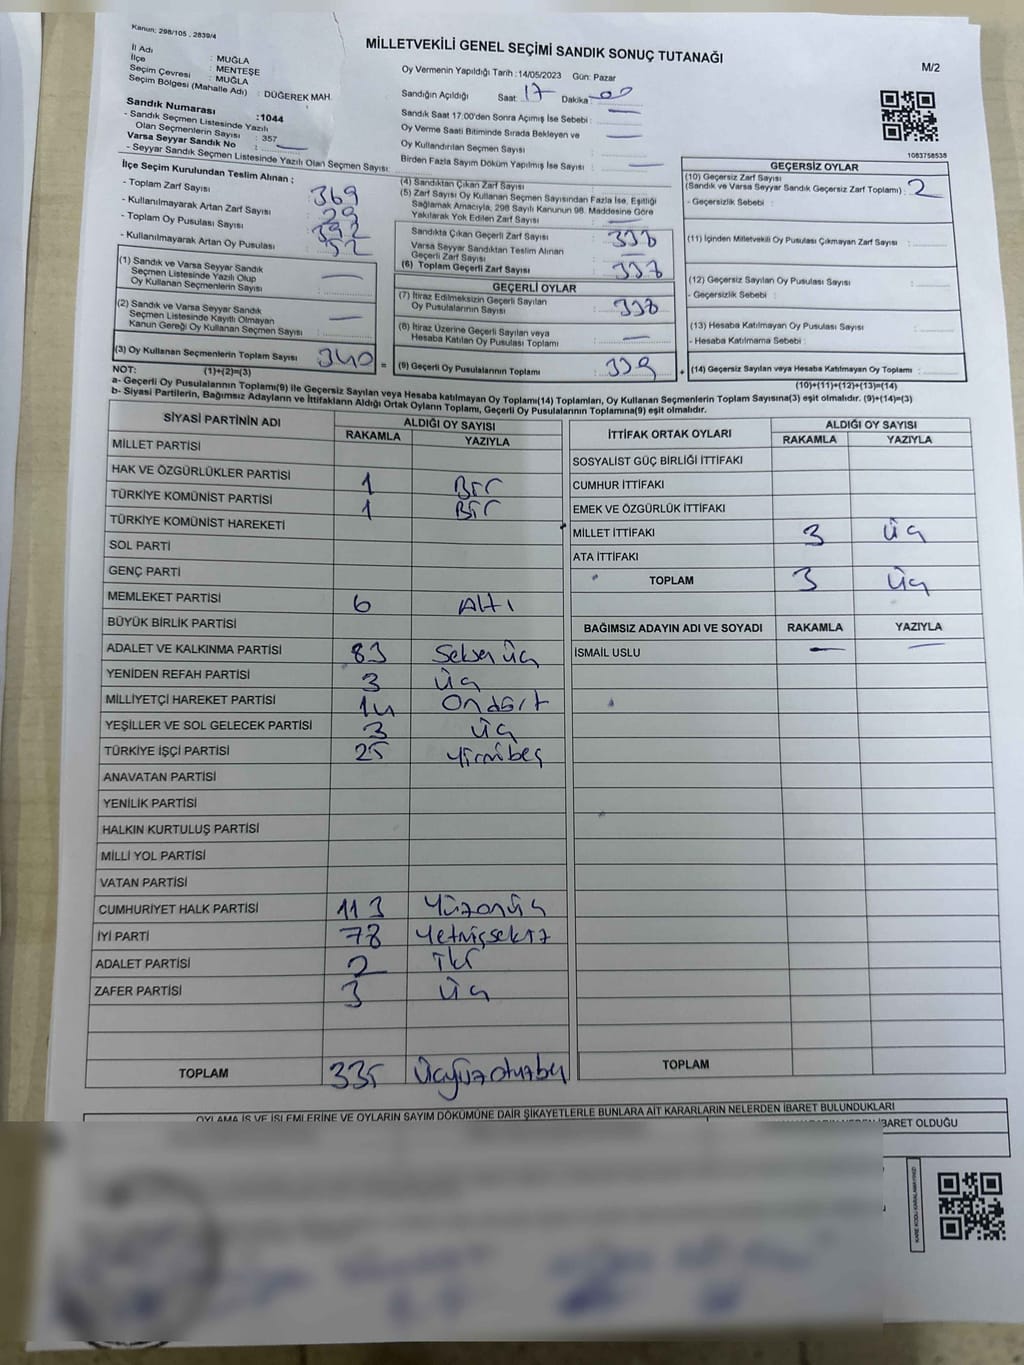 Kanun: 298/105 , 2839/4
MİLLETVEKİLİ GENEL SEÇİMİ SANDIK SONUÇ TUTANAĞI
M/2
İl Adı : MUĞLA
İlçe : MENTEŞE
Seçim Çevresi : MUĞLA
Seçim Bölgesi (Mahalle Adı) : DÜĞEREK MAH.
Sandık Numarası :1044
- Sandık Seçmen Listesinde Yazılı
Olan Seçmenlerin Sayısı : 357
Varsa Seyyar Sandık No :
- Seyyar Sandık Seçmen Listesinde Yazılı Olan Seçmen Sayısı:
Oy Vermenin Yapıldığı Tarih :14/05/2023 Gün: Pazar
Sandığın Açıldığı Saat: 17 Dakika: 00
Sandık Saat 17:00'den Sonra Açımış İse Sebebi : —
Oy Verme Saati Bitiminde Sırada Bekleyen ve —
Oy Kullandırılan Seçmen Sayısı :
Birden Fazla Sayım Döküm Yapılmış İse Sayısı : —
1083758538
İlçe Seçim Kurulundan Teslim Alınan ;
- Toplam Zarf Sayısı : 369
- Kullanılmayarak Artan Zarf Sayısı : 29
- Toplam Oy Pusulası Sayısı : 392
- Kullanılmayarak Artan Oy Pusulası : 52
(1) Sandık ve Varsa Seyyar Sandık
Seçmen Listesinde Yazılı Olup
Oy Kullanan Seçmenlerin Sayısı : —
(2) Sandık ve Varsa Seyyar Sandık
Seçmen Listesinde Kayıtlı Olmayan
Kanun Gereği Oy Kullanan Seçmen Sayısı : —
(3) Oy Kullanan Seçmenlerin Toplam Sayısı : 340
(4) Sandıktan Çıkan Zarf Sayısı :
(5) Zarf Sayısı Oy Kullanan Seçmen Sayısından Fazla İse, Eşitliği
Sağlamak Amacıyla, 298 Sayılı Kanunun 98. Maddesine Göre
Yakılarak Yok Edilen Zarf Sayısı : —
Sandıkta Çıkan Geçerli Zarf Sayısı : 338
Varsa Seyyar Sandıktan Teslim Alınan
Geçerli Zarf Sayısı : —
(6) Toplam Geçerli Zarf Sayısı : 338
GEÇERLİ OYLAR
(7) İtiraz Edilmeksizin Geçerli Sayılan
Oy Pusulalarının Sayısı : 338
(8) İtiraz Üzerine Geçerli Sayılan veya
Hesaba Katılan Oy Pusulası Toplamı : —
= (9) Geçerli Oy Pusulalarının Toplamı : 339
GEÇERSİZ OYLAR
(10) Geçersiz Zarf Sayısı
(Sandık ve Varsa Seyyar Sandık Geçersiz Zarf Toplamı) : 2
- Geçersizlik Sebebi :
(11) İçinden Milletvekili Oy Pusulası Çıkmayan Zarf Sayısı :
(12) Geçersiz Sayılan Oy Pusulası Sayısı :
- Geçersizlik Sebebi :
(13) Hesaba Katılmayan Oy Pusulası Sayısı :
- Hesaba Katılmama Sebebi :
+ (14) Geçersiz Sayılan veya Hesaba Katılmayan Oy Toplamı :
NOT: (1)+(2)=(3)
(10)+(11)+(12)+(13)=(14)
a- Geçerli Oy Pusulalarının Toplamı(9) ile Geçersiz Sayılan veya Hesaba katılmayan Oy Toplamı(14) Toplamları, Oy Kullanan Seçmenlerin Toplam Sayısına(3) eşit olmalıdır. (9)+(14)=(3)
b- Siyasi Partilerin, Bağımsız Adayların ve İttifakların Aldığı Ortak Oyların Toplamı, Geçerli Oy Pusulalarının Toplamına(9) eşit olmalıdır.
SİYASİ PARTİNİN ADI ALDIĞI OY SAYISI
RAKAMLA YAZIYLA
MİLLET PARTİSİ
HAK VE ÖZGÜRLÜKLER PARTİSİ 1 Bir
TÜRKİYE KOMÜNİST PARTİSİ 1 Bir
TÜRKİYE KOMÜNİST HAREKETİ
SOL PARTİ
GENÇ PARTİ
MEMLEKET PARTİSİ 6 Altı
BÜYÜK BİRLİK PARTİSİ
ADALET VE KALKINMA PARTİSİ 83 Seksen üç
YENİDEN REFAH PARTİSİ 3 üç
MİLLİYETÇİ HAREKET PARTİSİ 14 Ondört
YEŞİLLER VE SOL GELECEK PARTİSİ 3 üç
TÜRKİYE İŞÇİ PARTİSİ 25 Yirmibeş
ANAVATAN PARTİSİ
YENİLİK PARTİSİ
HALKIN KURTULUŞ PARTİSİ
MİLLİ YOL PARTİSİ
VATAN PARTİSİ
CUMHURİYET HALK PARTİSİ 113 Yüzonüç
İYİ PARTİ 78 Yetmişsekiz
ADALET PARTİSİ 2 iki
ZAFER PARTİSİ 3 üç
TOPLAM 335 Üçyüzotuzbeş
İTTİFAK ORTAK OYLARI ALDIĞI OY SAYISI
RAKAMLA YAZIYLA
SOSYALİST GÜÇ BİRLİĞİ İTTİFAKI
CUMHUR İTTİFAKI
EMEK VE ÖZGÜRLÜK İTTİFAKI
MİLLET İTTİFAKI 3 üç
ATA İTTİFAKI
TOPLAM 3 üç
BAĞIMSIZ ADAYIN ADI VE SOYADI RAKAMLA YAZIYLA
İSMAİL USLU — —
TOPLAM
OYLAMA İŞ VE İŞLEMLERİNE VE OYLARIN SAYIM DÖKÜMÜNE DAİR ŞİKAYETLERLE BUNLARA AİT KARARLARIN NELERDEN İBARET BULUNDUKLARI
İBARET OLDUĞU